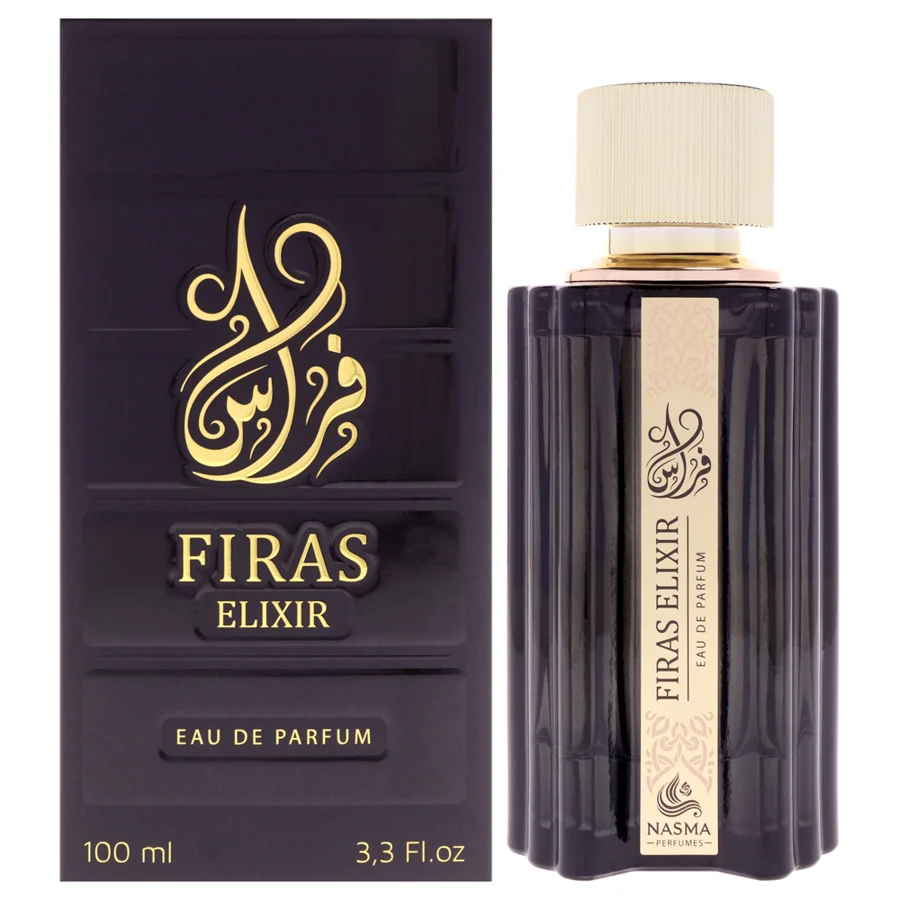 فراس
FIRAS
ELIXIR
EAU DE PARFUM
100 ml
3,3 Fl.oz
فراس
FIRAS ELIXIR
EAU DE PARFUM
NASMA
PERFUMES